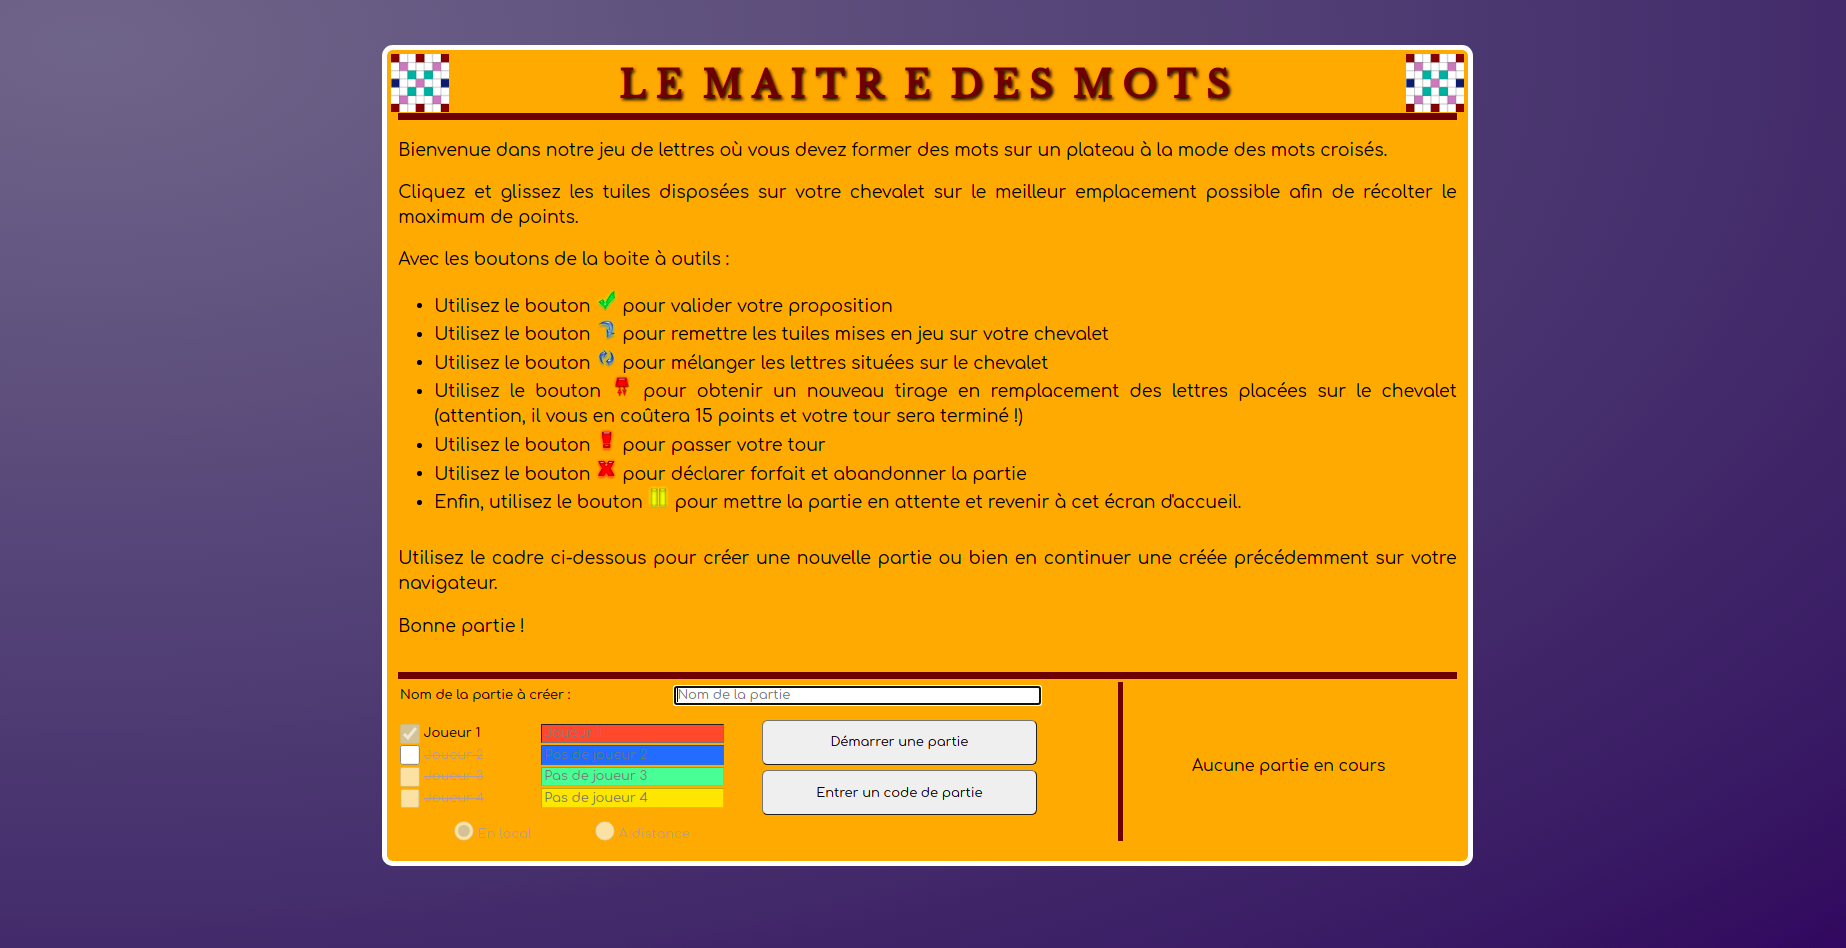 LE MAITRE DES MOTS
Bienvenue dans notre jeu de lettres où vous devez former des mots sur un plateau à la mode des mots croisés.
Cliquez et glissez les tuiles disposées sur votre chevalet sur le meilleur emplacement possible afin de récolter le
maximum de points.
Avec les boutons de la boite à outils :
• Utilisez le bouton pour valider votre proposition
• Utilisez le bouton pour remettre les tuiles mises en jeu sur votre chevalet
• Utilisez le bouton pour mélanger les lettres situées sur le chevalet
• Utilisez le bouton pour obtenir un nouveau tirage en remplacement des lettres placées sur le chevalet
(attention, il vous en coûtera 15 points et votre tour sera terminé !)
• Utilisez le bouton pour passer votre tour
• Utilisez le bouton pour déclarer forfait et abandonner la partie
• Enfin, utilisez le bouton pour mettre la partie en attente et revenir à cet écran d'accueil.
Utilisez le cadre ci-dessous pour créer une nouvelle partie ou bien en continuer une créée précédemment sur votre
navigateur.
Bonne partie !
Nom de la partie à créer :
Nom de la partie
Joueur 1
Joueur 1
Joueur 2
Pas de joueur 2
Joueur 3
Pas de joueur 3
Joueur 4
Pas de joueur 4
En local
A distance
Démarrer une partie
Entrer un code de partie
Aucune partie en cours